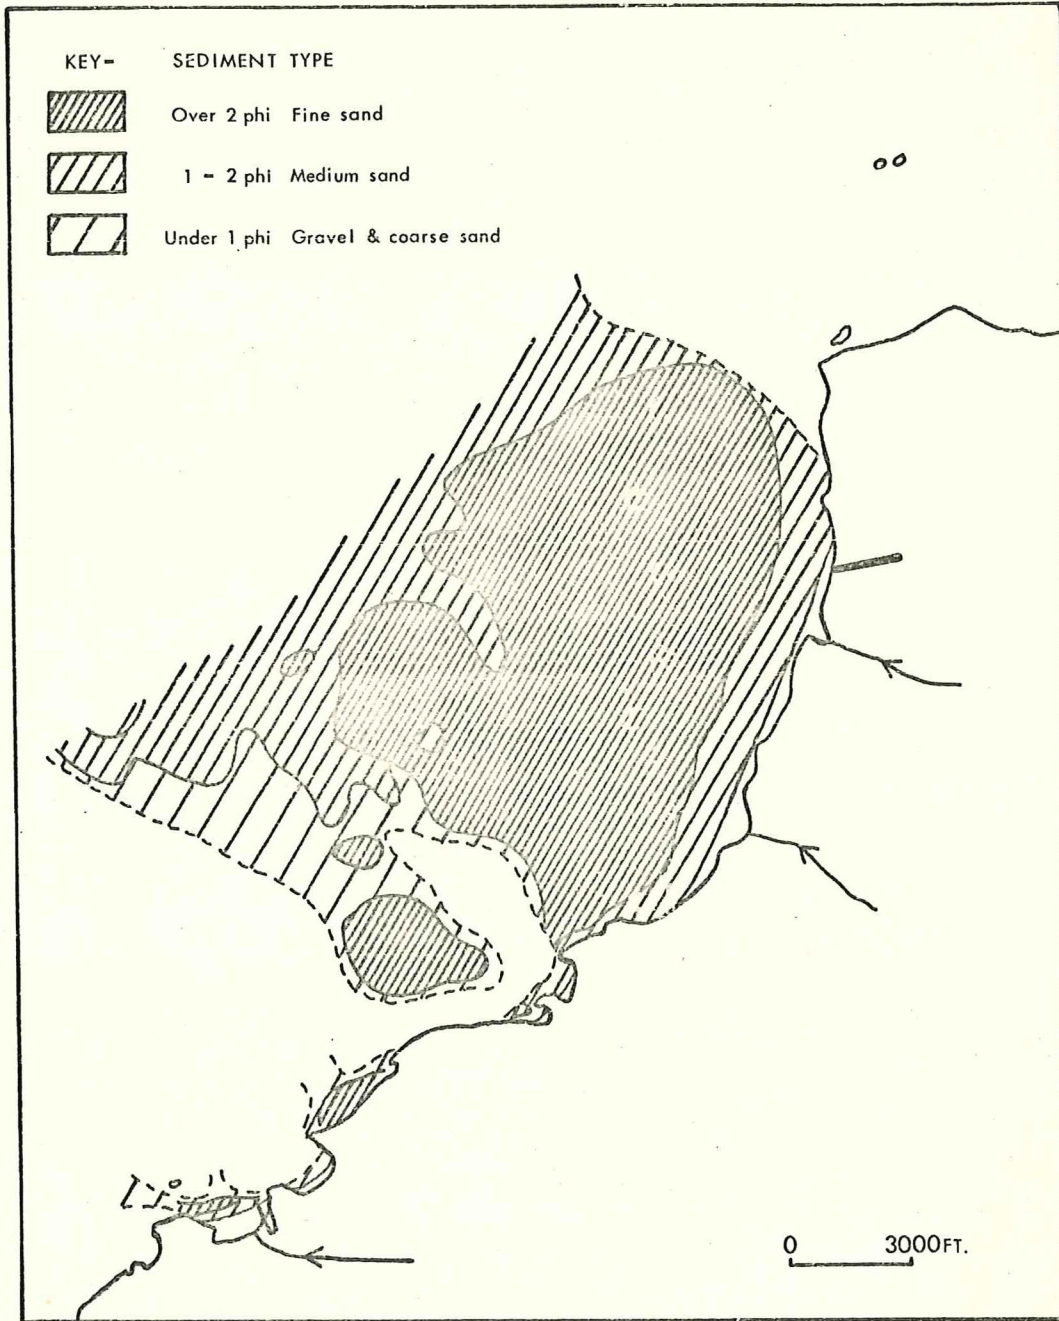 KEY- SEDIMENT TYPE
Over 2 phi Fine sand
1 - 2 phi Medium sand
Under 1 phi Gravel & coarse sand
0 3000FT.